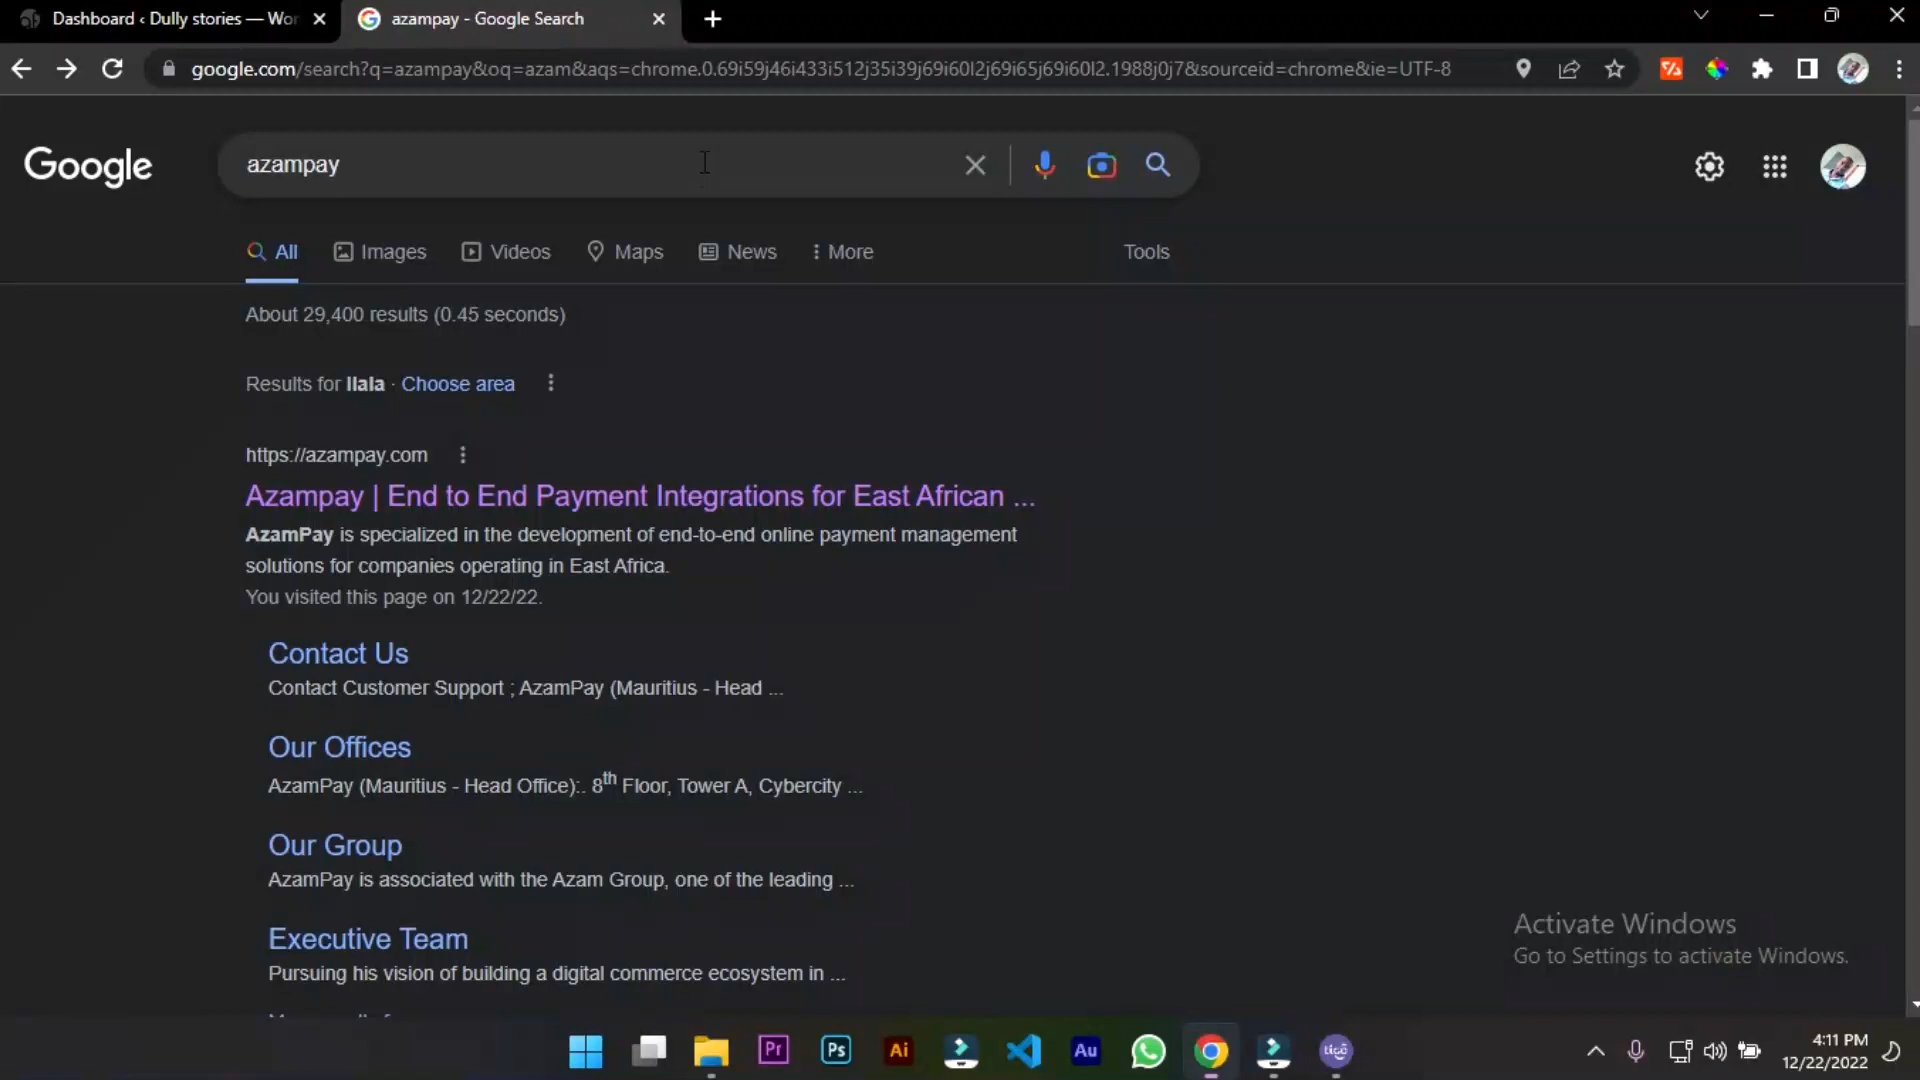 Dashboard ‹ Dully stories — Wor
azampay - Google Search
google.com/search?q=azampay&oq=azam&aqs=chrome.0.69i59j46i433i512j35i39j69i60l2j69i65j69i60l2.1988j0j7&sourceid=chrome&ie=UTF-8
Google
azampay
All
Images
Videos
Maps
News
More
Tools
About 29,400 results (0.45 seconds)
Results for Ilala · Choose area
https://azampay.com
Azampay | End to End Payment Integrations for East African ...
AzamPay is specialized in the development of end-to-end online payment management
solutions for companies operating in East Africa.
You visited this page on 12/22/22.
Contact Us
Contact Customer Support ; AzamPay (Mauritius - Head ...
Our Offices
AzamPay (Mauritius - Head Office):. 8th Floor, Tower A, Cybercity ...
Our Group
AzamPay is associated with the Azam Group, one of the leading ...
Executive Team
Pursuing his vision of building a digital commerce ecosystem in ...
Activate Windows
Go to Settings to activate Windows.
Pr
Ps
Ai
Au
tigo
4:11 PM
12/22/2022